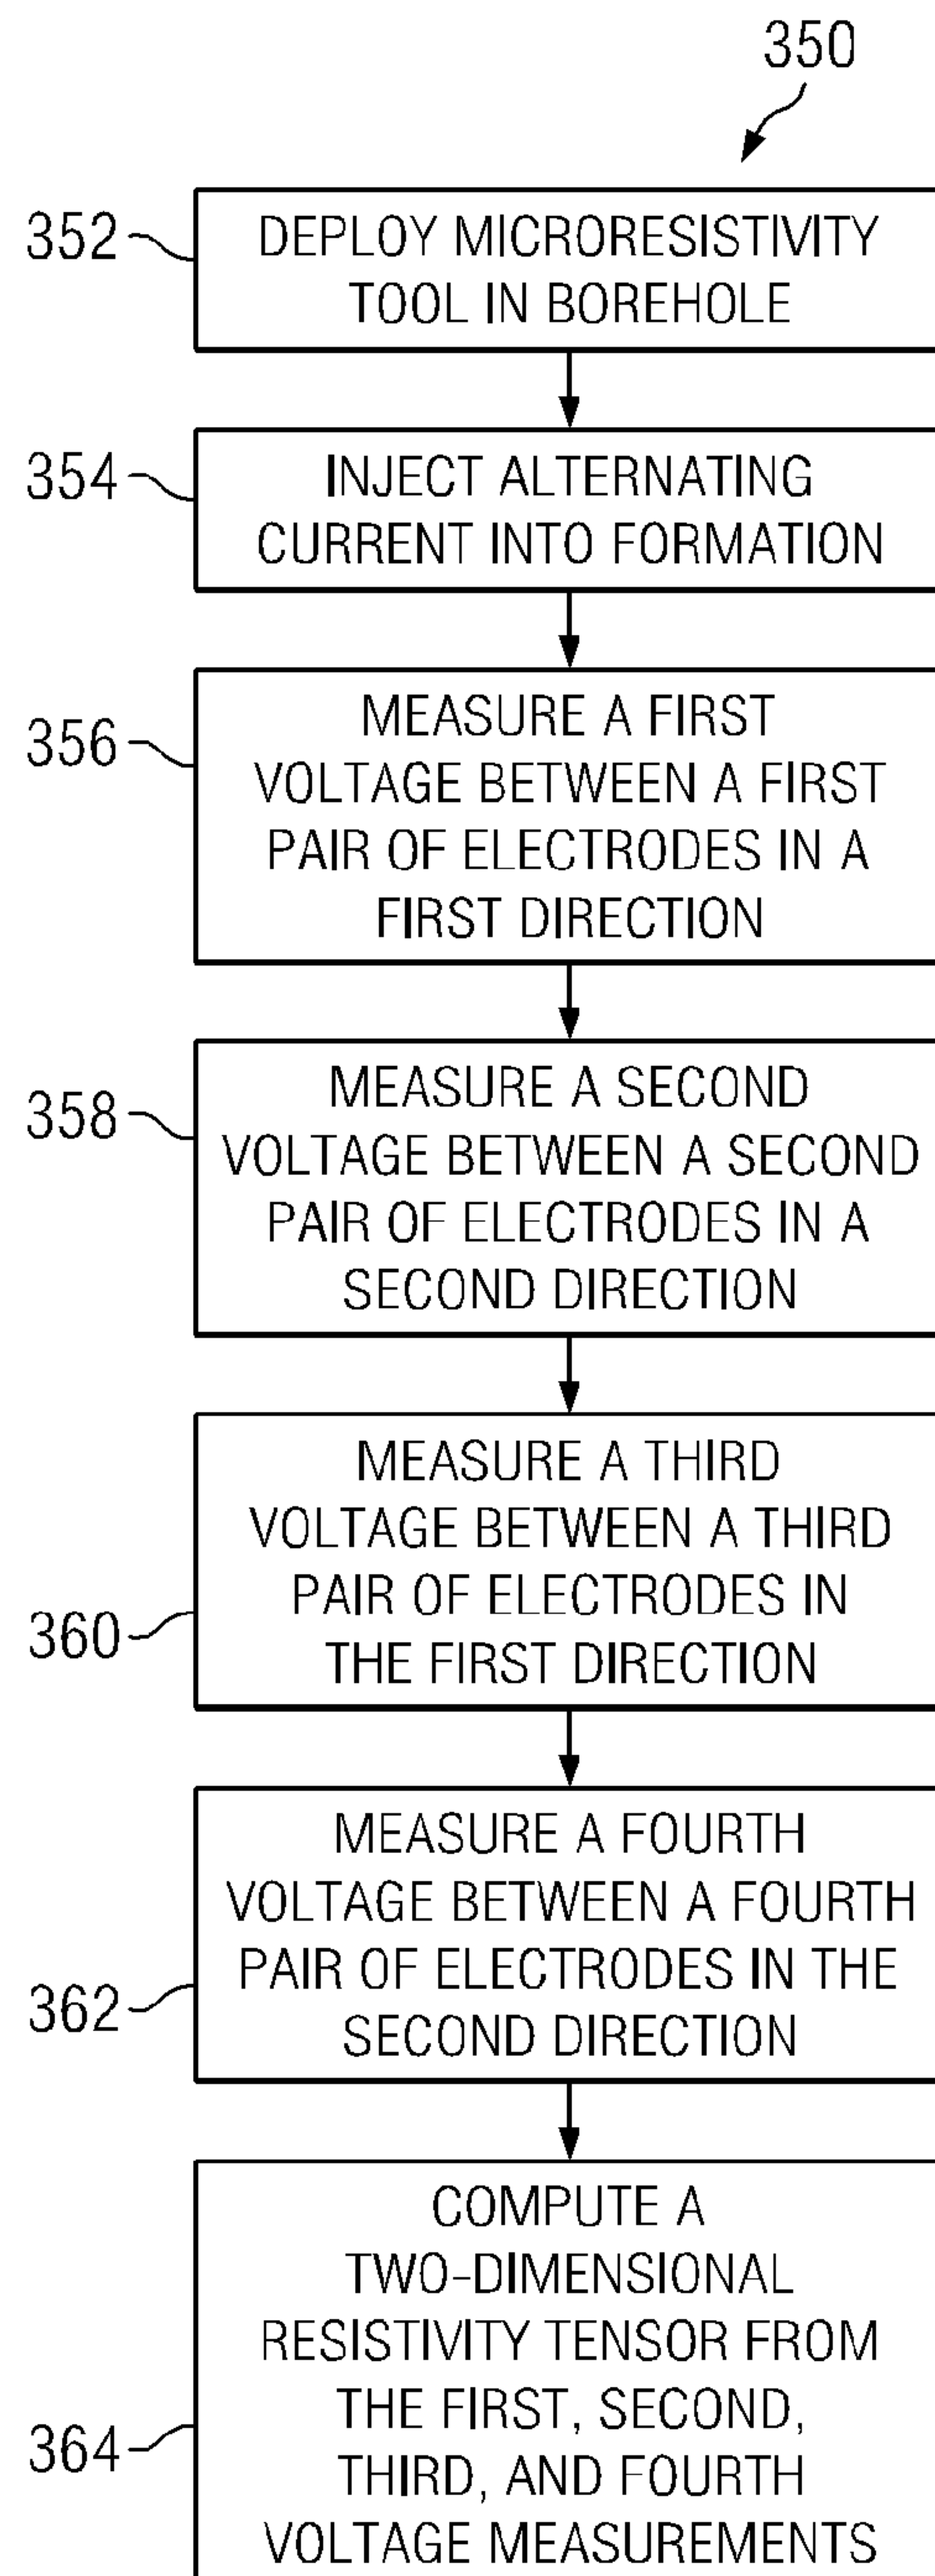 350
352
DEPLOY MICRORESISTIVITY
TOOL IN BOREHOLE
354
INJECT ALTERNATING
CURRENT INTO FORMATION
356
MEASURE A FIRST
VOLTAGE BETWEEN A FIRST
PAIR OF ELECTRODES IN A
FIRST DIRECTION
358
MEASURE A SECOND
VOLTAGE BETWEEN A SECOND
PAIR OF ELECTRODES IN A
SECOND DIRECTION
360
MEASURE A THIRD
VOLTAGE BETWEEN A THIRD
PAIR OF ELECTRODES IN
THE FIRST DIRECTION
362
MEASURE A FOURTH
VOLTAGE BETWEEN A FOURTH
PAIR OF ELECTRODES IN THE
SECOND DIRECTION
364
COMPUTE A
TWO-DIMENSIONAL
RESISTIVITY TENSOR FROM
THE FIRST, SECOND,
THIRD, AND FOURTH
VOLTAGE MEASUREMENTS